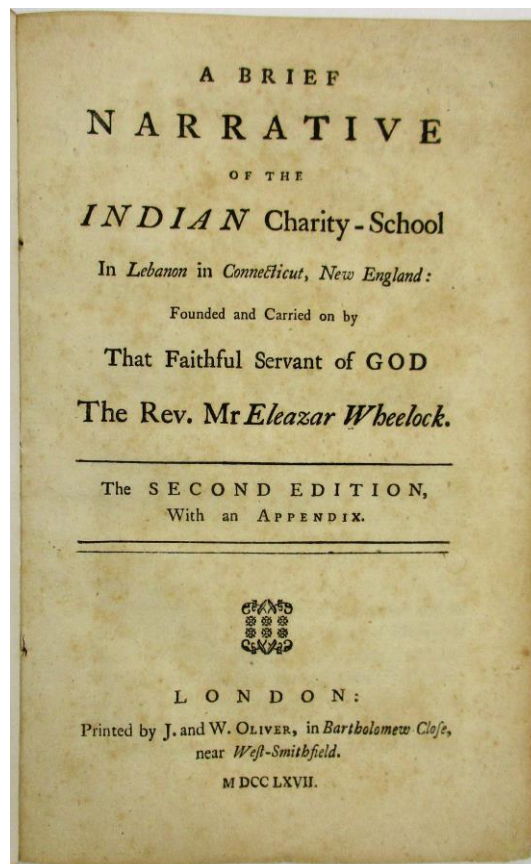 A BRIEF
NARRATIVE
OF THE
INDIAN Charity-School
In Lebanon in Connecticut, New England:
Founded and Carried on by
That Faithful Servant of GOD
The Rev. Mr Eleazar Wheelock.
The SECOND EDITION,
With an APPENDIX.
LONDON:
Printed by J. and W. OLIVER, in Bartholomew Cloſe,
near Weſt-Smithfield.
M DCC LXVII.